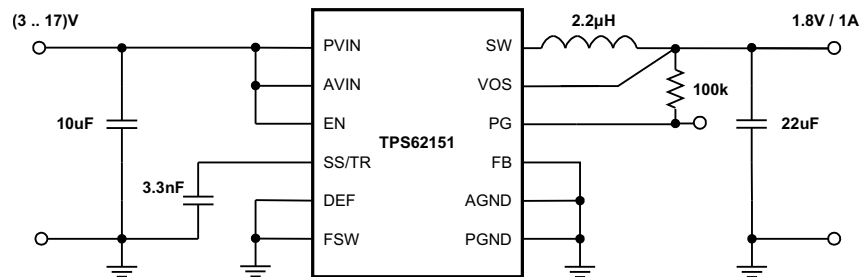 (3 .. 17)V
2.2µH
1.8V / 1A
PVIN
SW
AVIN
VOS
100k
10uF
EN
PG
22uF
TPS62151
SS/TR
FB
3.3nF
DEF
AGND
FSW
PGND